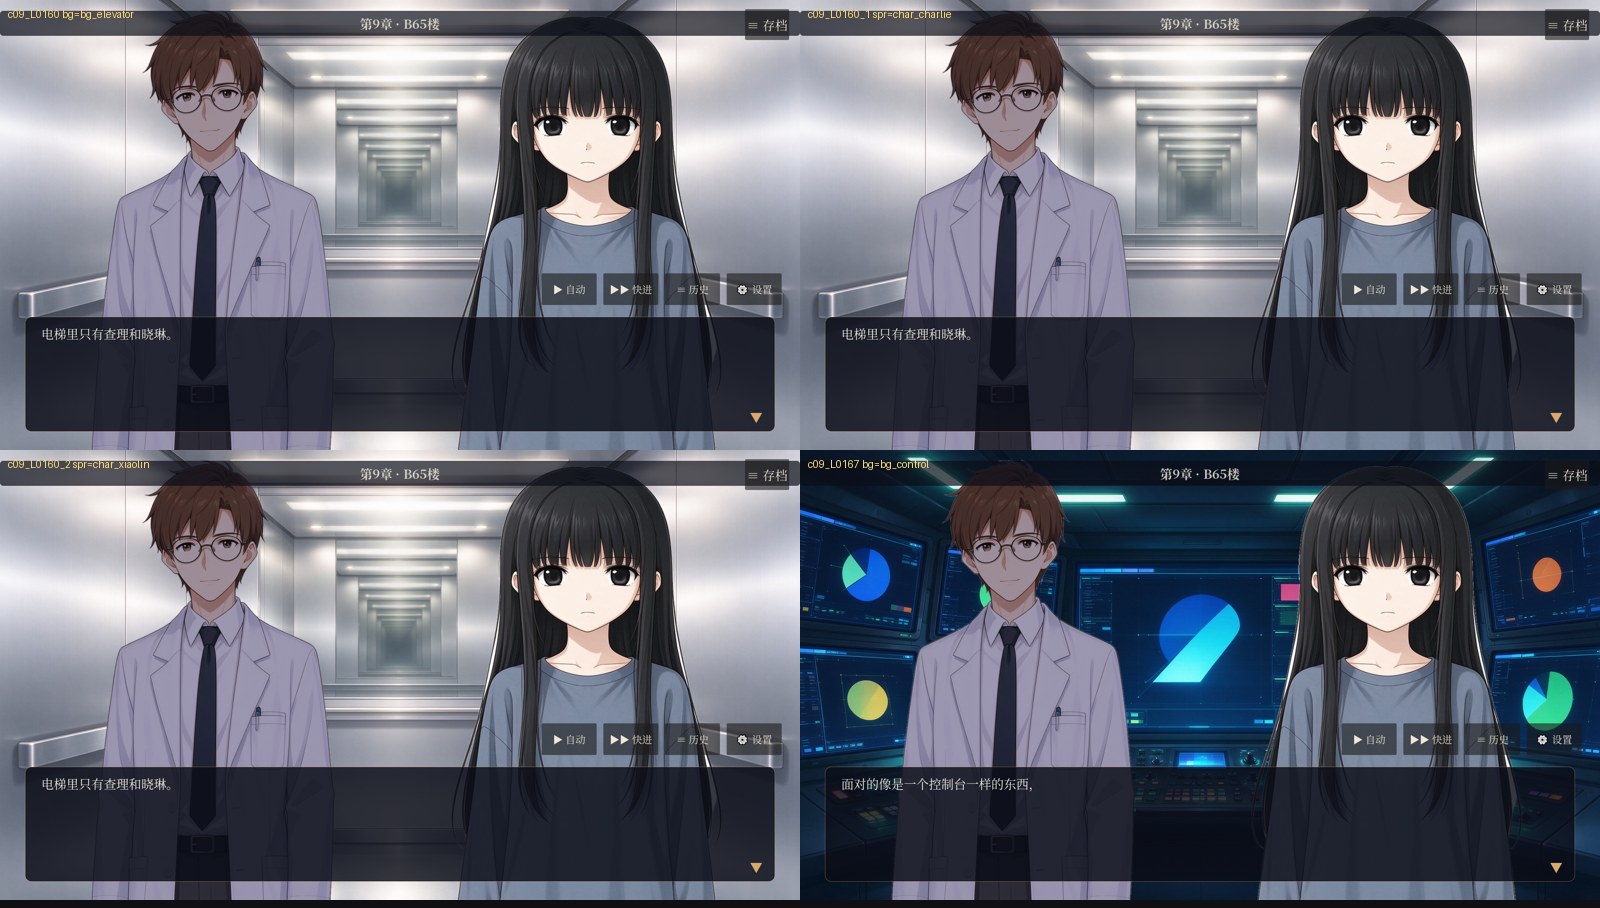 c09_L0160 bg=bg_elevator
第9章 · B65楼
≡ 存档
▶ 自动
▶▶ 快进
≡ 历史
⚙ 设置
电梯里只有查理和晓琳。
▼
c09_L0160_1 spr=char_charlie
第9章 · B65楼
≡ 存档
▶ 自动
▶▶ 快进
≡ 历史
⚙ 设置
电梯里只有查理和晓琳。
▼
c09_L0160_2 spr=char_xiaolin
第9章 · B65楼
≡ 存档
▶ 自动
▶▶ 快进
≡ 历史
⚙ 设置
电梯里只有查理和晓琳。
▼
c09_L0167 bg=bg_control
第9章 · B65楼
≡ 存档
▶ 自动
▶▶ 快进
≡ 历史
⚙ 设置
面对的像是一个控制台一样的东西，
▼